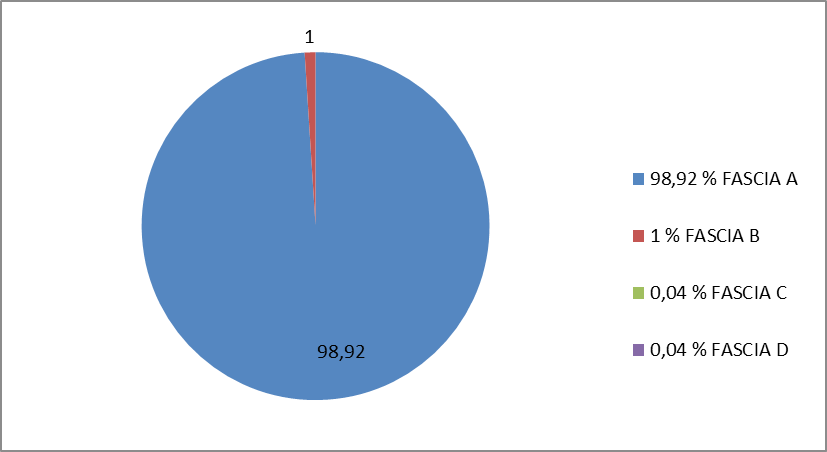 1
98,92
98,92 % FASCIA A
1 % FASCIA B
0,04 % FASCIA C
0,04 % FASCIA D